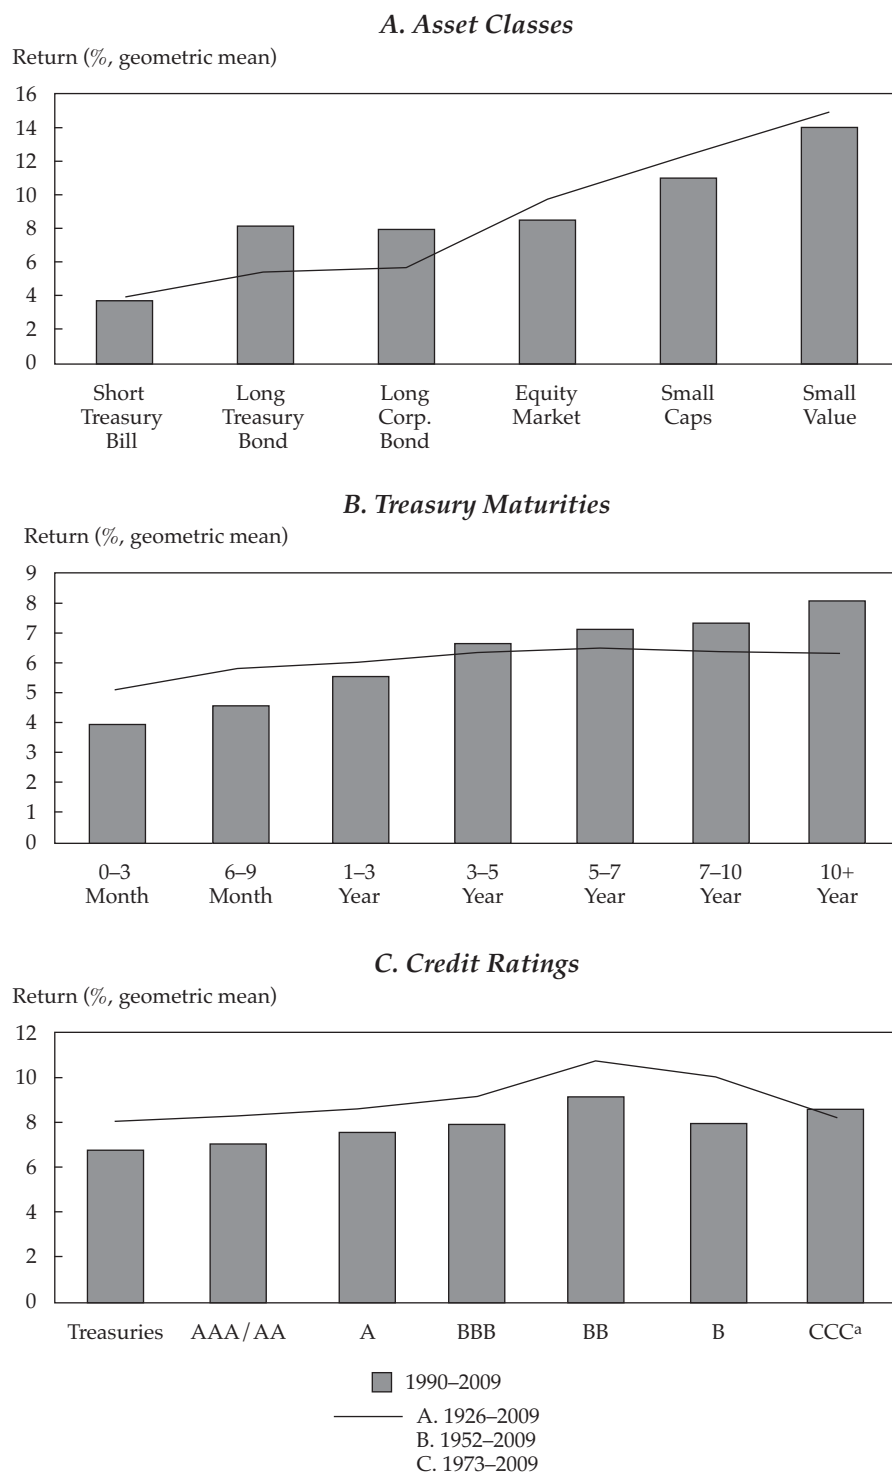 A. Asset Classes
Return (%, geometric mean)
16
14
12
10
8
6
4
2
0
Short Treasury Bill
Long Treasury Bond
Long Corp. Bond
Equity Market
Small Caps
Small Value
B. Treasury Maturities
Return (%, geometric mean)
9
8
7
6
5
4
3
2
1
0
0–3 Month
6–9 Month
1–3 Year
3–5 Year
5–7 Year
7–10 Year
10+ Year
C. Credit Ratings
Return (%, geometric mean)
12
10
8
6
4
2
0
Treasuries
AAA/AA
A
BBB
BB
B
CCCᵃ
1990–2009
A. 1926–2009
B. 1952–2009
C. 1973–2009